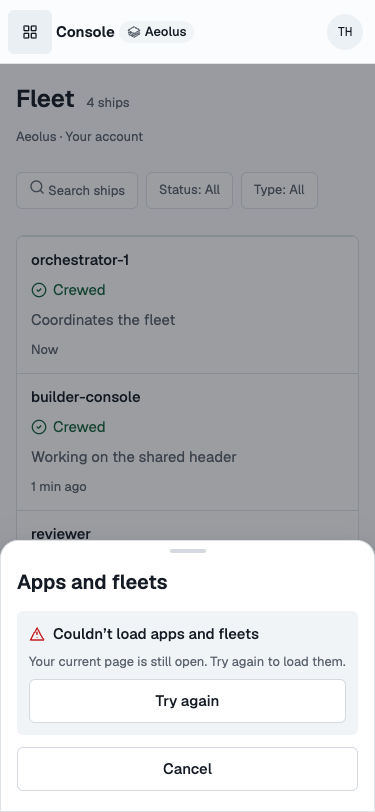 Console Aeolus TH
Fleet 4 ships
Aeolus · Your account
Search ships Status: All Type: All
orchestrator-1
Crewed
Coordinates the fleet
Now
builder-console
Crewed
Working on the shared header
1 min ago
reviewer
Apps and fleets
Couldn’t load apps and fleets
Your current page is still open. Try again to load them.
Try again
Cancel